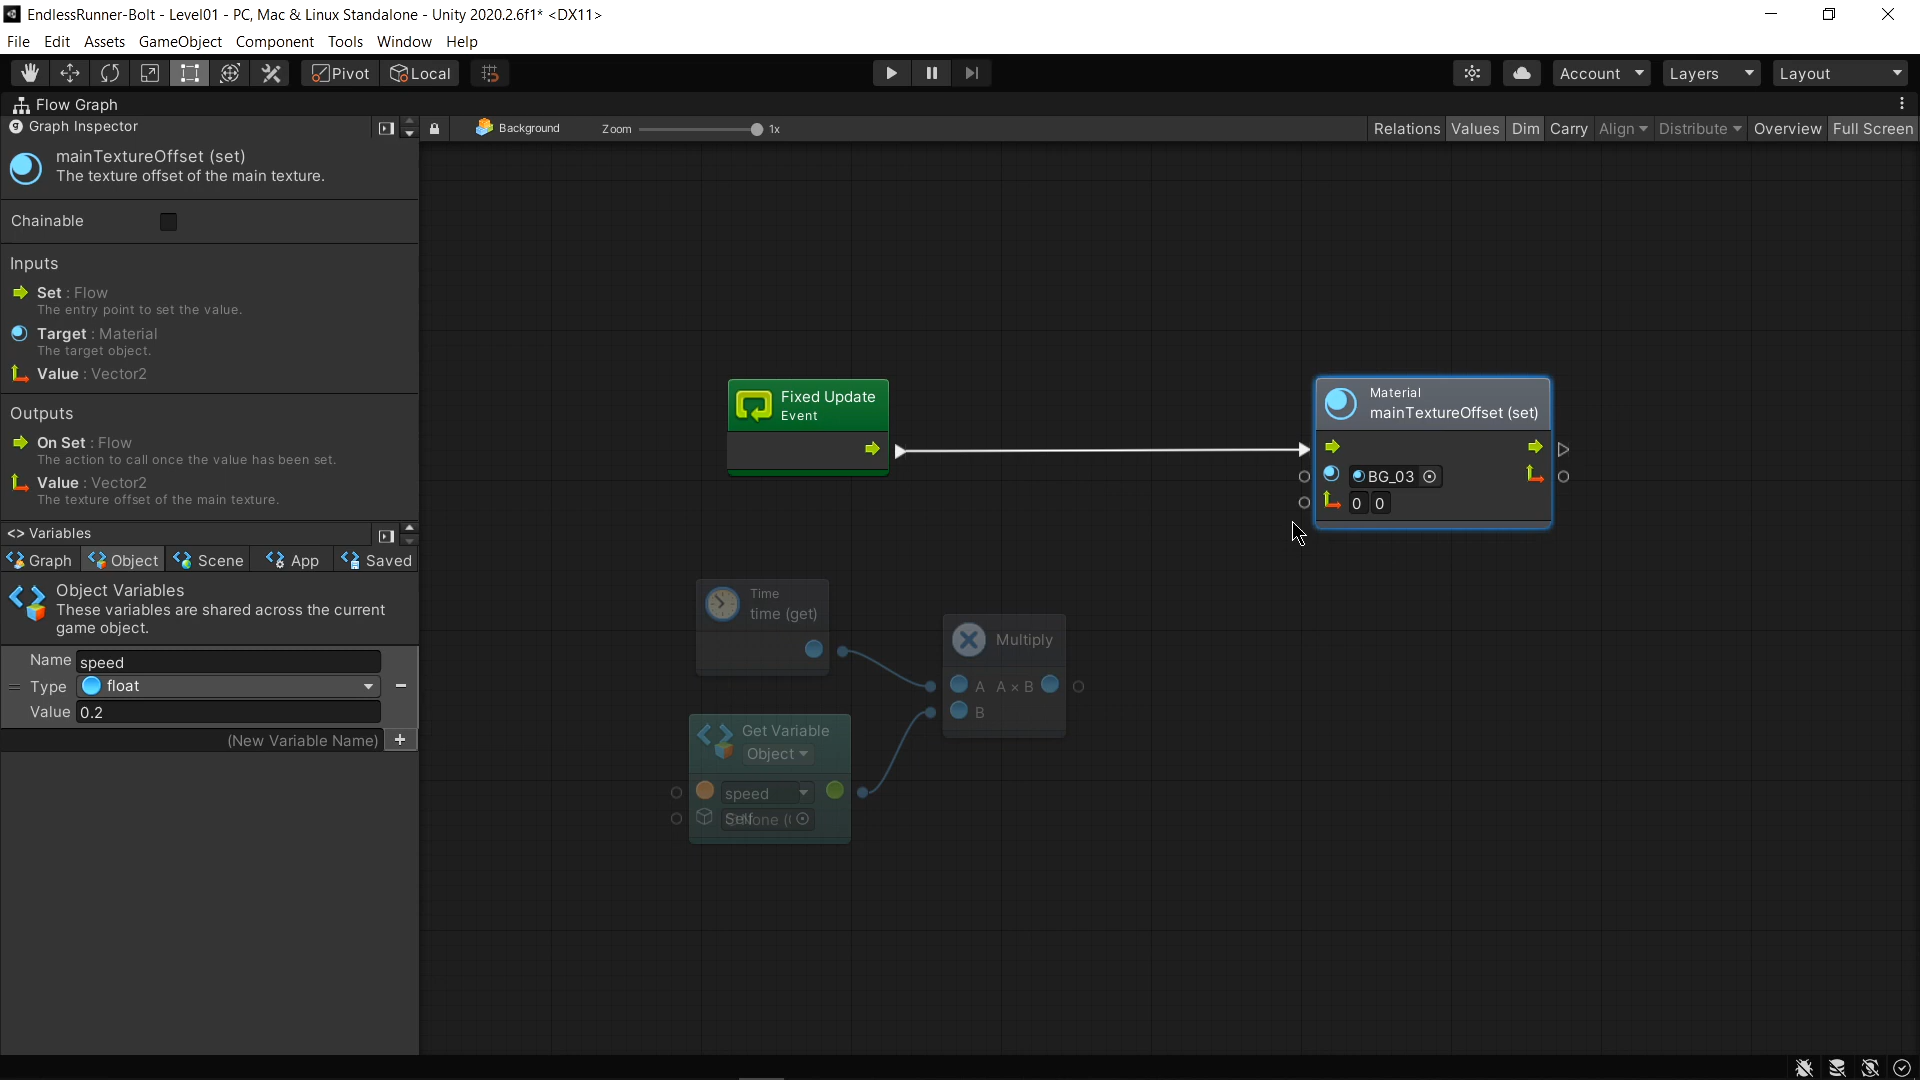 EndlessRunner-Bolt - Level01 - PC, Mac & Linux Standalone - Unity 2020.2.6f1* <DX11>
File Edit Assets GameObject Component Tools Window Help
Pivot Local Account Layers Layout
Flow Graph
Graph Inspector Background Zoom 1x Relations Values Dim Carry Align Distribute Overview Full Screen
mainTextureOffset (set)
The texture offset of the main texture.
Chainable
Inputs
Set : Flow
The entry point to set the value.
Target : Material
The target object.
Value : Vector2
Outputs
On Set : Flow
The action to call once the value has been set.
Value : Vector2
The texture offset of the main texture.
<> Variables
Graph Object Scene App Saved
Object Variables
These variables are shared across the current
game object.
Name speed
Type float
Value 0.2
(New Variable Name)
Fixed Update
Event
Material
mainTextureOffset (set)
BG_03
0 0
Time
time (get)
Multiply
A A × B
B
Get Variable
Object
speed
Self